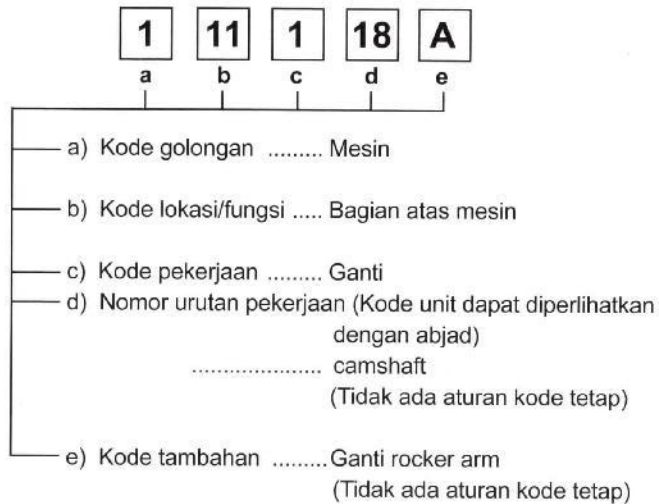 1 11 1 18 A
a b c d e
a) Kode golongan ......... Mesin
b) Kode lokasi/fungsi ..... Bagian atas mesin
c) Kode pekerjaan ......... Ganti
d) Nomor urutan pekerjaan (Kode unit dapat diperlihatkan
dengan abjad)
..................... camshaft
(Tidak ada aturan kode tetap)
e) Kode tambahan .........Ganti rocker arm
(Tidak ada aturan kode tetap)